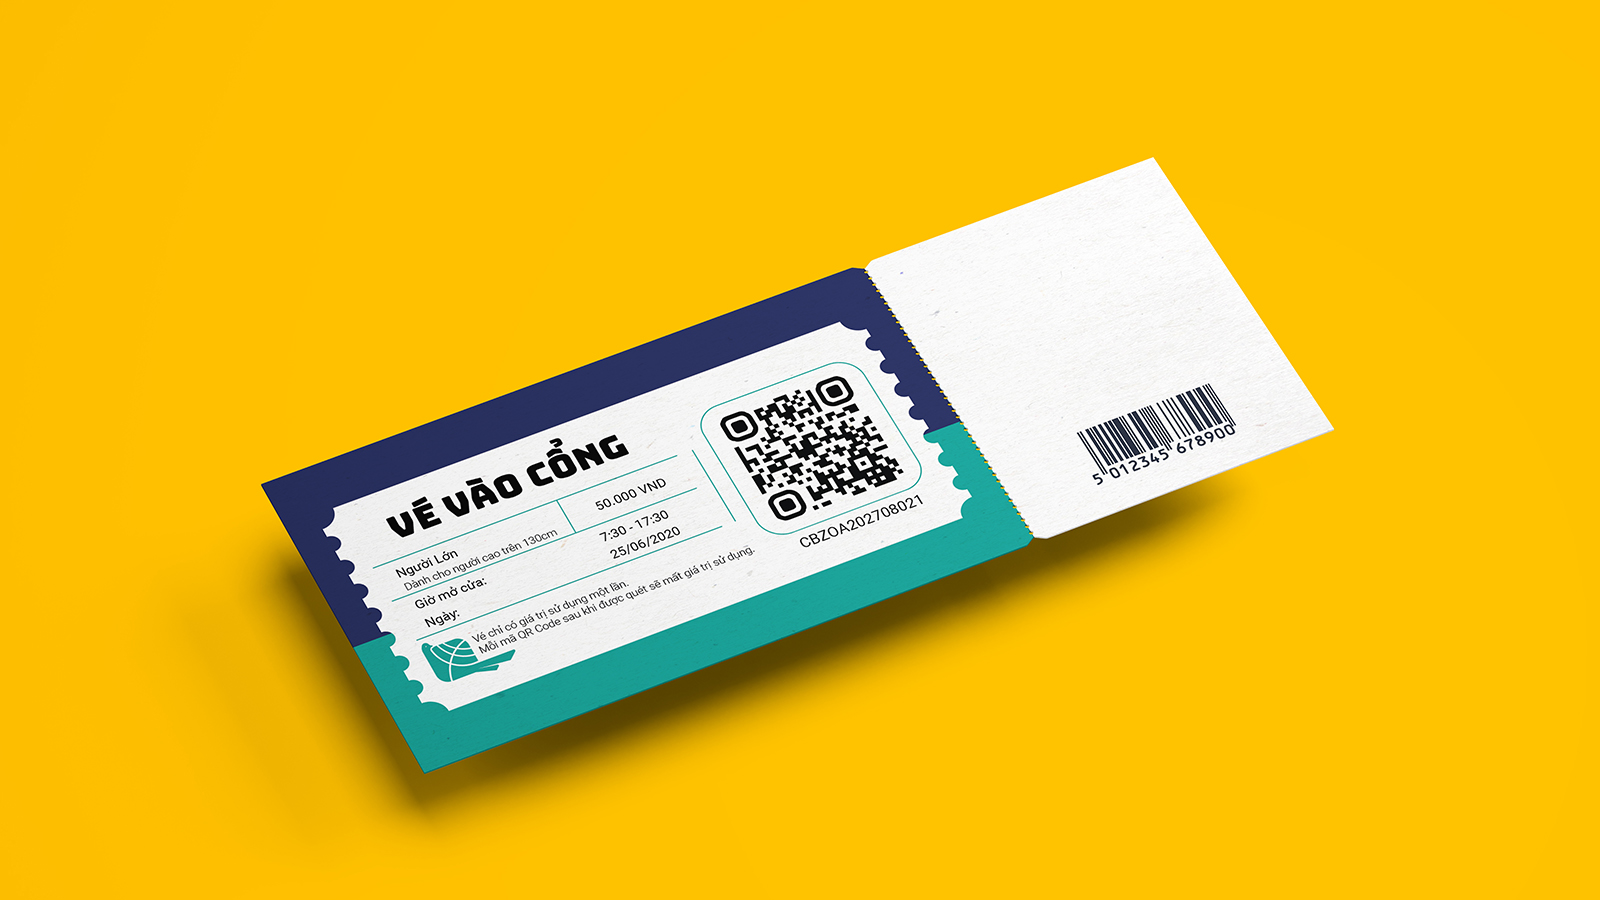 VÉ VÀO CỔNG
Người Lớn
Dành cho người cao trên 130cm
50.000 VND
Giờ mở cửa:
7:30 - 17:30
Ngày:
25/06/2020
Vé chỉ có giá trị sử dụng một lần.
Mỗi mã QR Code sau khi được quét sẽ mất giá trị sử dụng.
CBZOA202708021
5 012345 678900